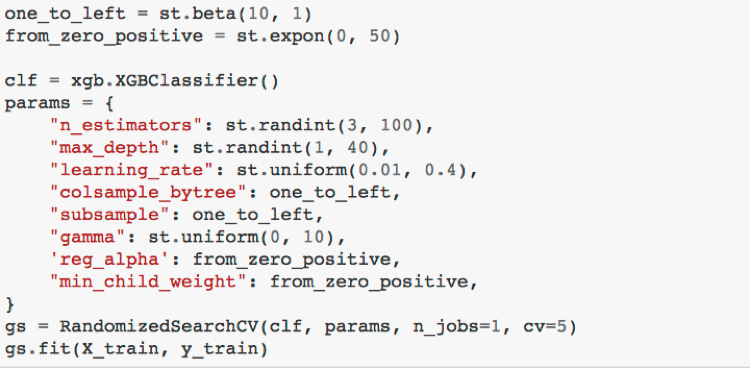 one_to_left = st.beta(10, 1)
from_zero_positive = st.expon(0, 50)

clf = xgb.XGBClassifier()
params = {
    "n_estimators": st.randint(3, 100),
    "max_depth": st.randint(1, 40),
    "learning_rate": st.uniform(0.01, 0.4),
    "colsample_bytree": one_to_left,
    "subsample": one_to_left,
    "gamma": st.uniform(0, 10),
    'reg_alpha': from_zero_positive,
    "min_child_weight": from_zero_positive,
}
gs = RandomizedSearchCV(clf, params, n_jobs=1, cv=5)
gs.fit(X_train, y_train)